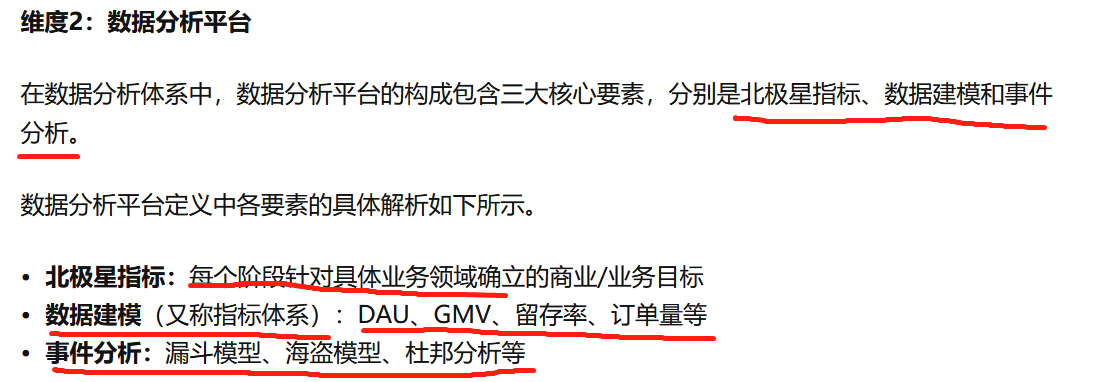 维度2：数据分析平台
在数据分析体系中，数据分析平台的构成包含三大核心要素，分别是北极星指标、数据建模和事件
分析。
数据分析平台定义中各要素的具体解析如下所示。
• 北极星指标：每个阶段针对具体业务领域确立的商业/业务目标
• 数据建模（又称指标体系）：DAU、GMV、留存率、订单量等
• 事件分析：漏斗模型、海盗模型、杜邦分析等